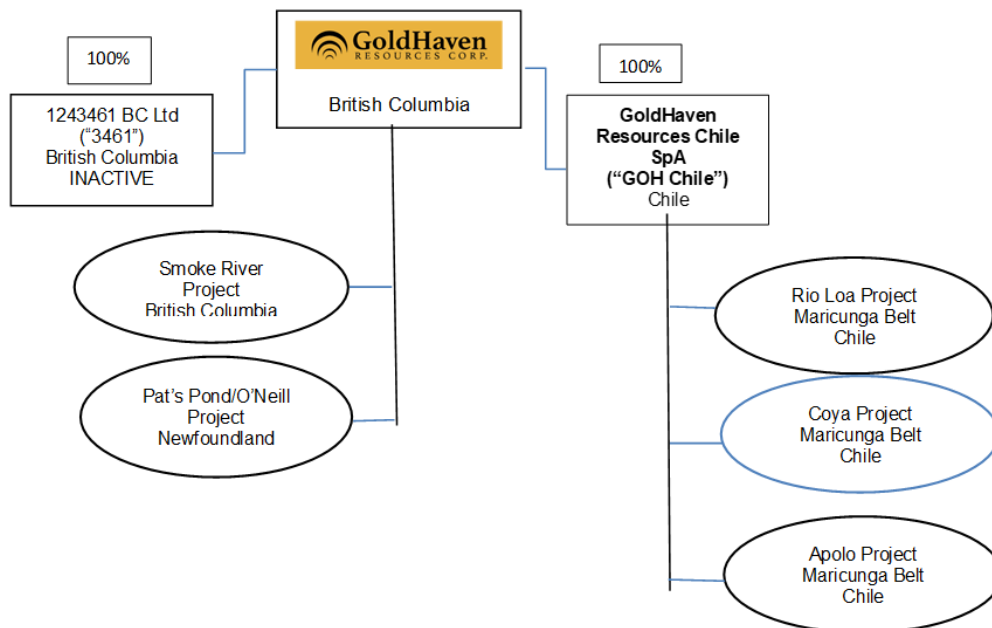 GOLDHAVEN
RESOURCES CORP.
British Columbia
100%
1243461 BC Ltd
(“3461”)
British Columbia
INACTIVE
100%
GoldHaven
Resources Chile
SpA
(“GOH Chile”)
Chile
Smoke River
Project
British Columbia
Pat’s Pond/O’Neill
Project
Newfoundland
Rio Loa Project
Maricunga Belt
Chile
Coya Project
Maricunga Belt
Chile
Apolo Project
Maricunga Belt
Chile